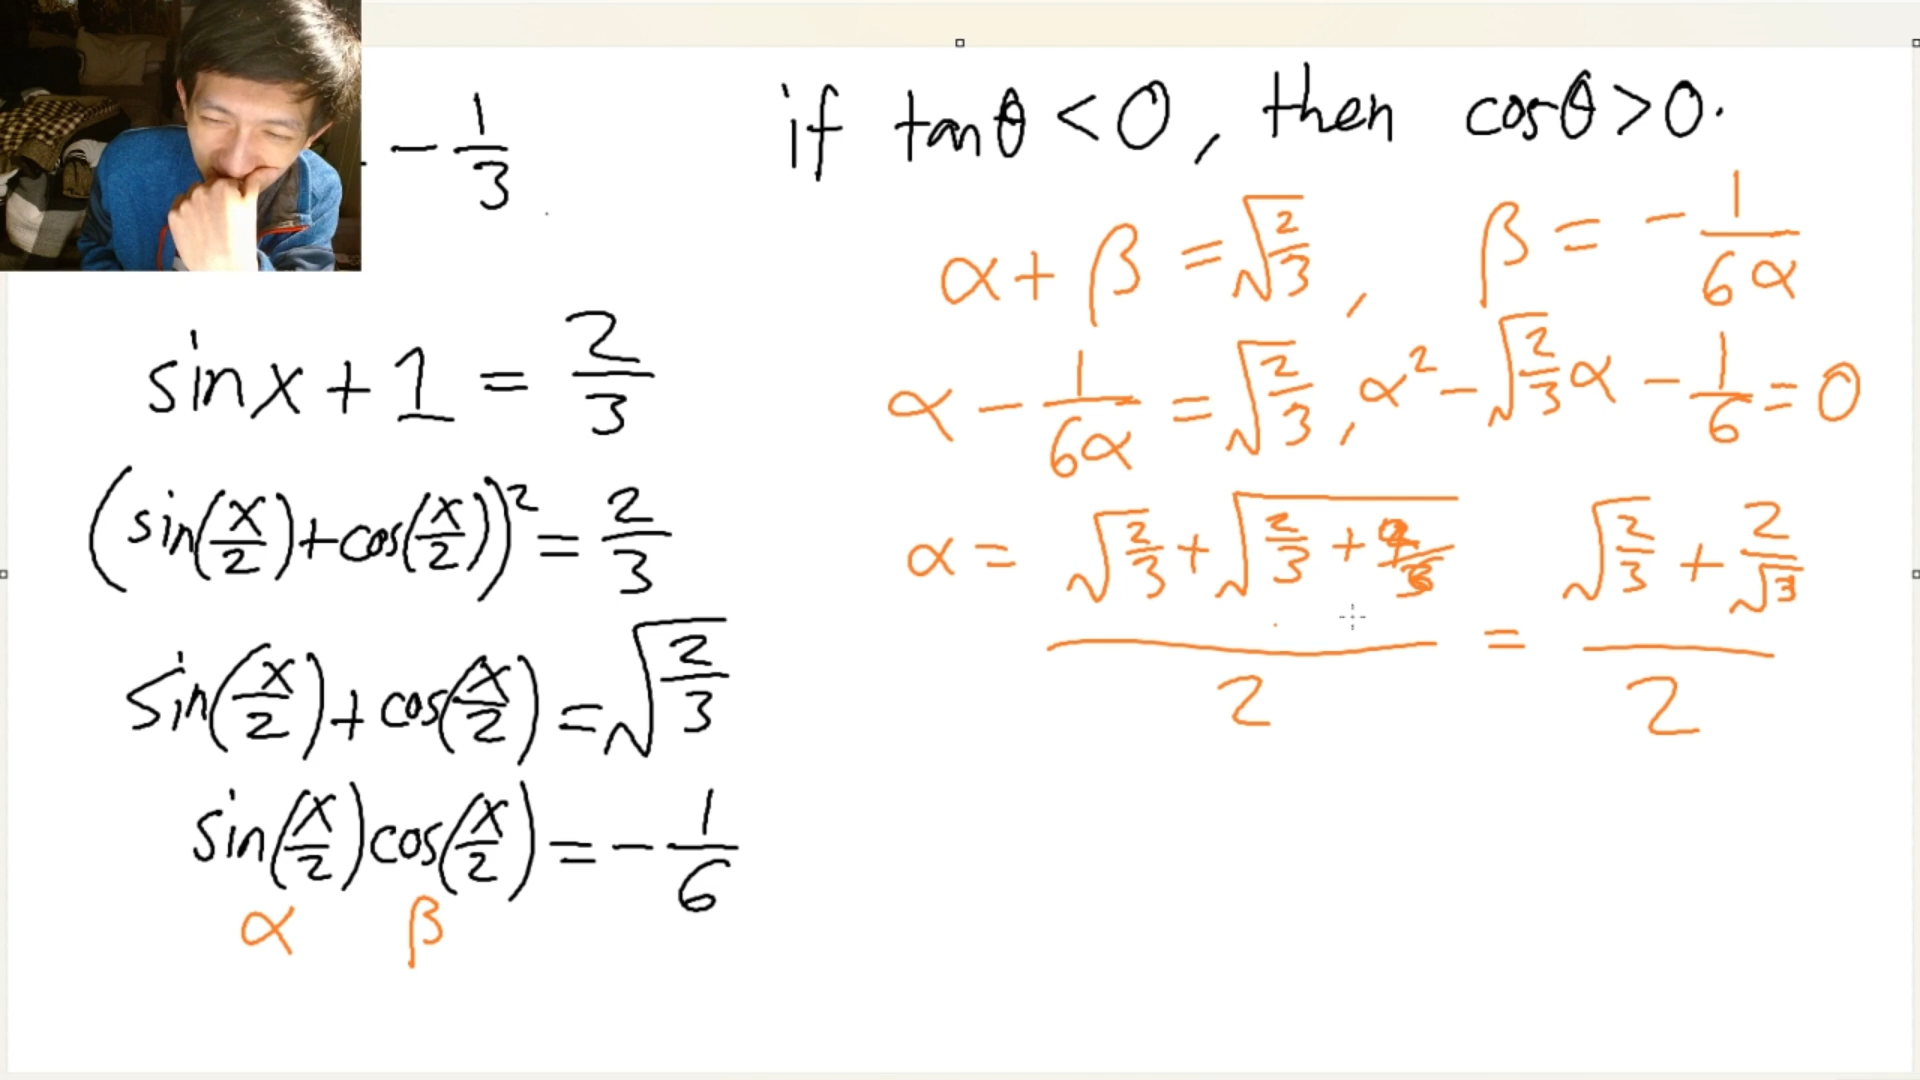 - 1/3
sin x + 1 = 2/3
(sin(x/2) + cos(x/2))² = 2/3
sin(x/2) + cos(x/2) = √(2/3)
sin(x/2) cos(x/2) = - 1/6
α β
if tanθ < 0, then cosθ > 0.
α + β = √(2/3), β = - 1/(6α)
α - 1/(6α) = √(2/3), α² - √(2/3) α - 1/6 = 0
α = (√(2/3) + √(2/3 + ))/2 = (√(2/3) + 2/√3)/2